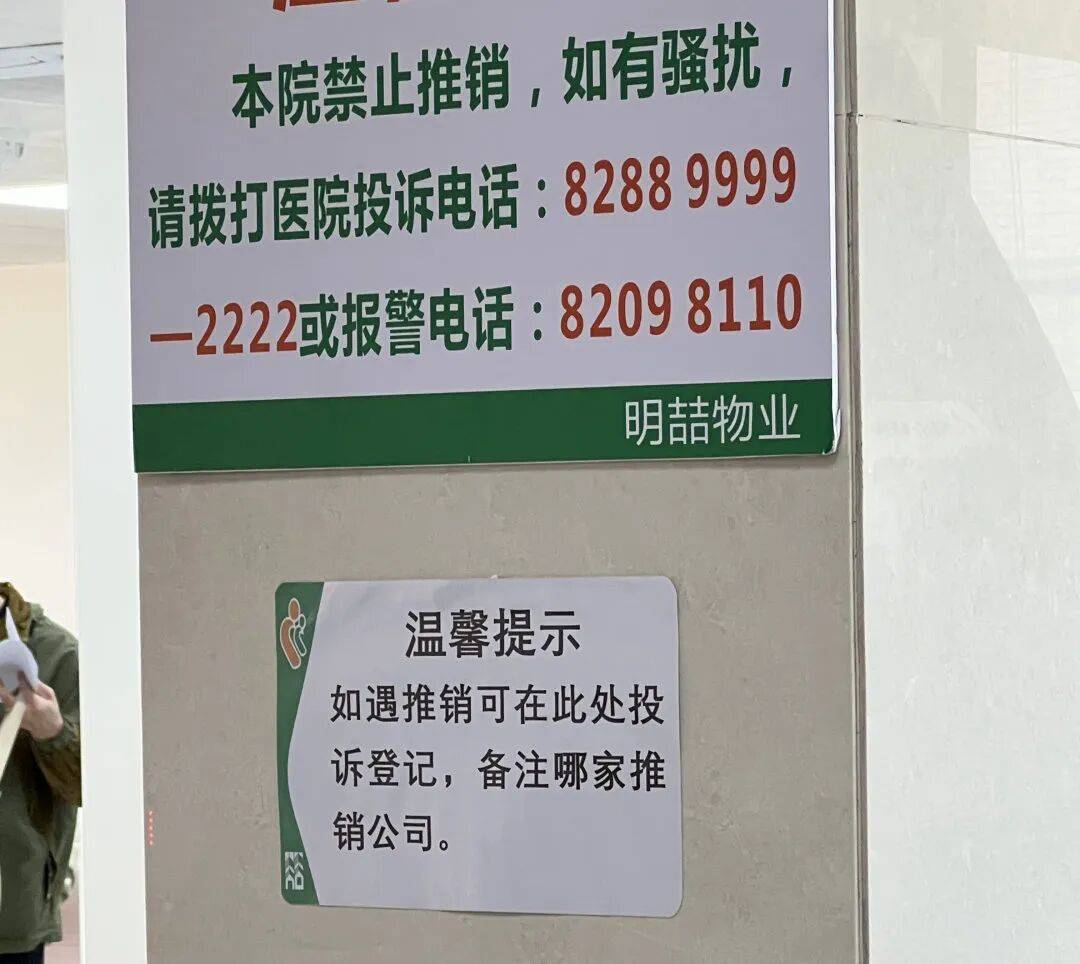 本院禁止推销，如有骚扰，
请拨打医院投诉电话：8288 9999
—2222或报警电话：8209 8110
明喆物业
温馨提示
如遇推销可在此处投
诉登记，备注哪家推
销公司。